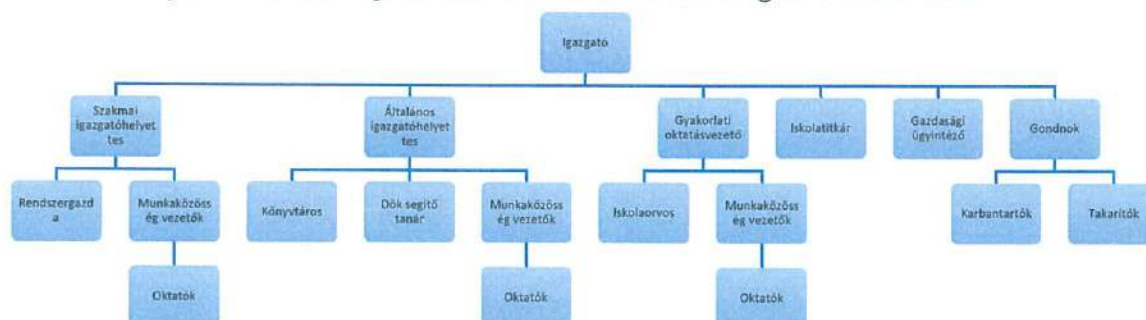 Igazgató
Szakmai
igazgatóhelyet
tes
Általános
igazgatóhelyet
tes
Gyakorlati
oktatásvezető
Iskolatitkár
Gazdasági
ügyintéző
Gondnok
Rendszergazd
a
Munkaközöss
ég vezetők
Könyvtáros
Dök segítő
tanár
Munkaközöss
ég vezetők
Iskolaorvos
Munkaközöss
ég vezetők
Karbantartók
Takarítók
Oktatók
Oktatók
Oktatók